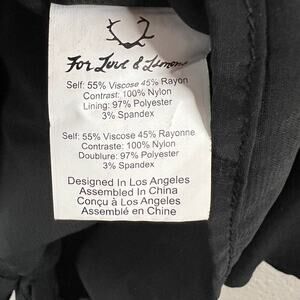 For Love & Lemons
Self: 55% Viscose 45% Rayon
Contrast: 100% Nylon
Lining: 97% Polyester
3% Spandex
Self: 55% Viscose 45% Rayonne
Contraste: 100% Nylon
Doublure: 97% Polyester
3% Spandex
Designed In Los Angeles
Assembled In China
Conçu à Los Angeles
Assemblé en Chine